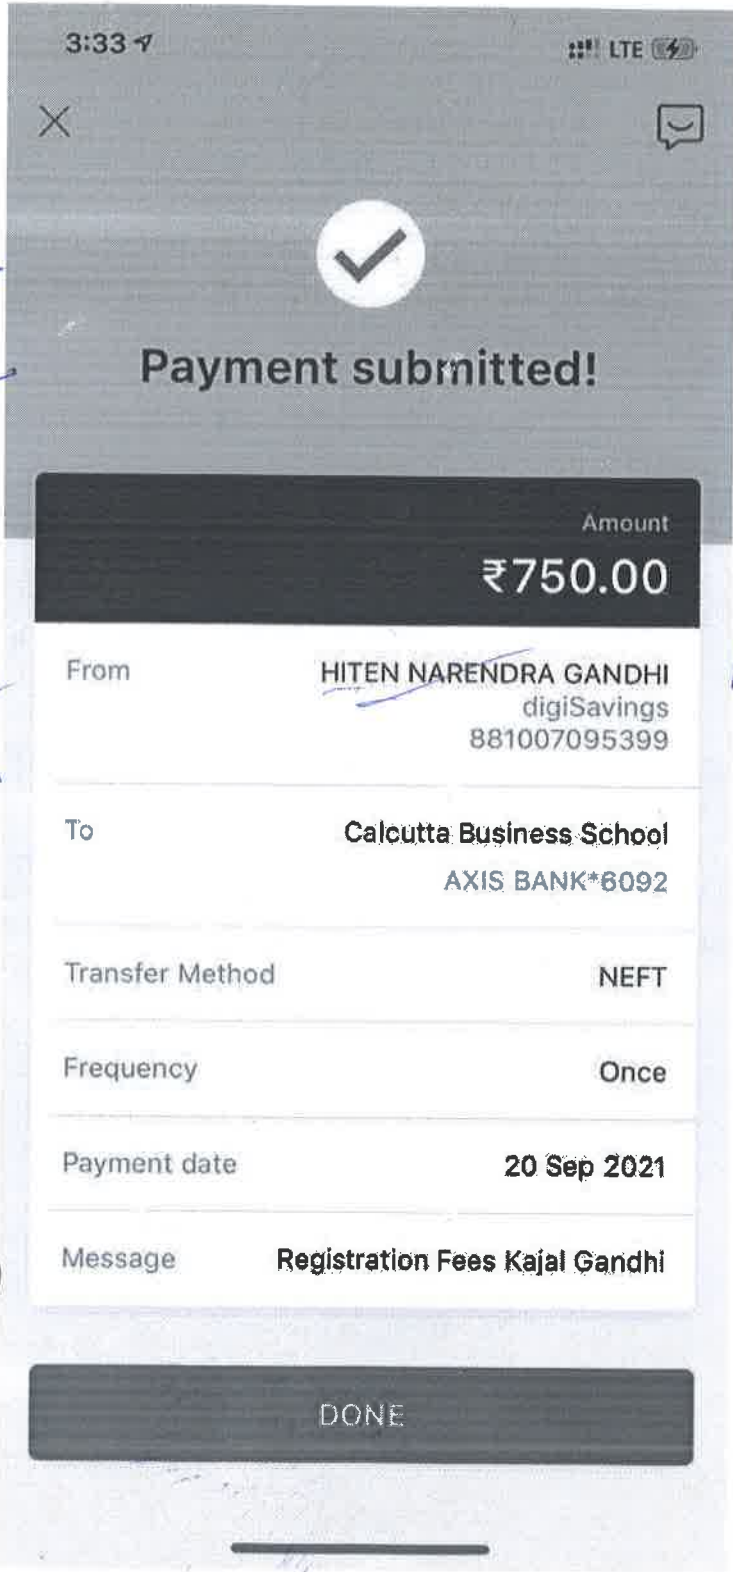 3:33
LTE
Payment submitted!
Amount
₹750.00
From
HITEN NARENDRA GANDHI
digiSavings
881007095399
To
Calcutta Business School
AXIS BANK*6092
Transfer Method
NEFT
Frequency
Once
Payment date
20 Sep 2021
Message
Registration Fees Kajal Gandhi
DONE